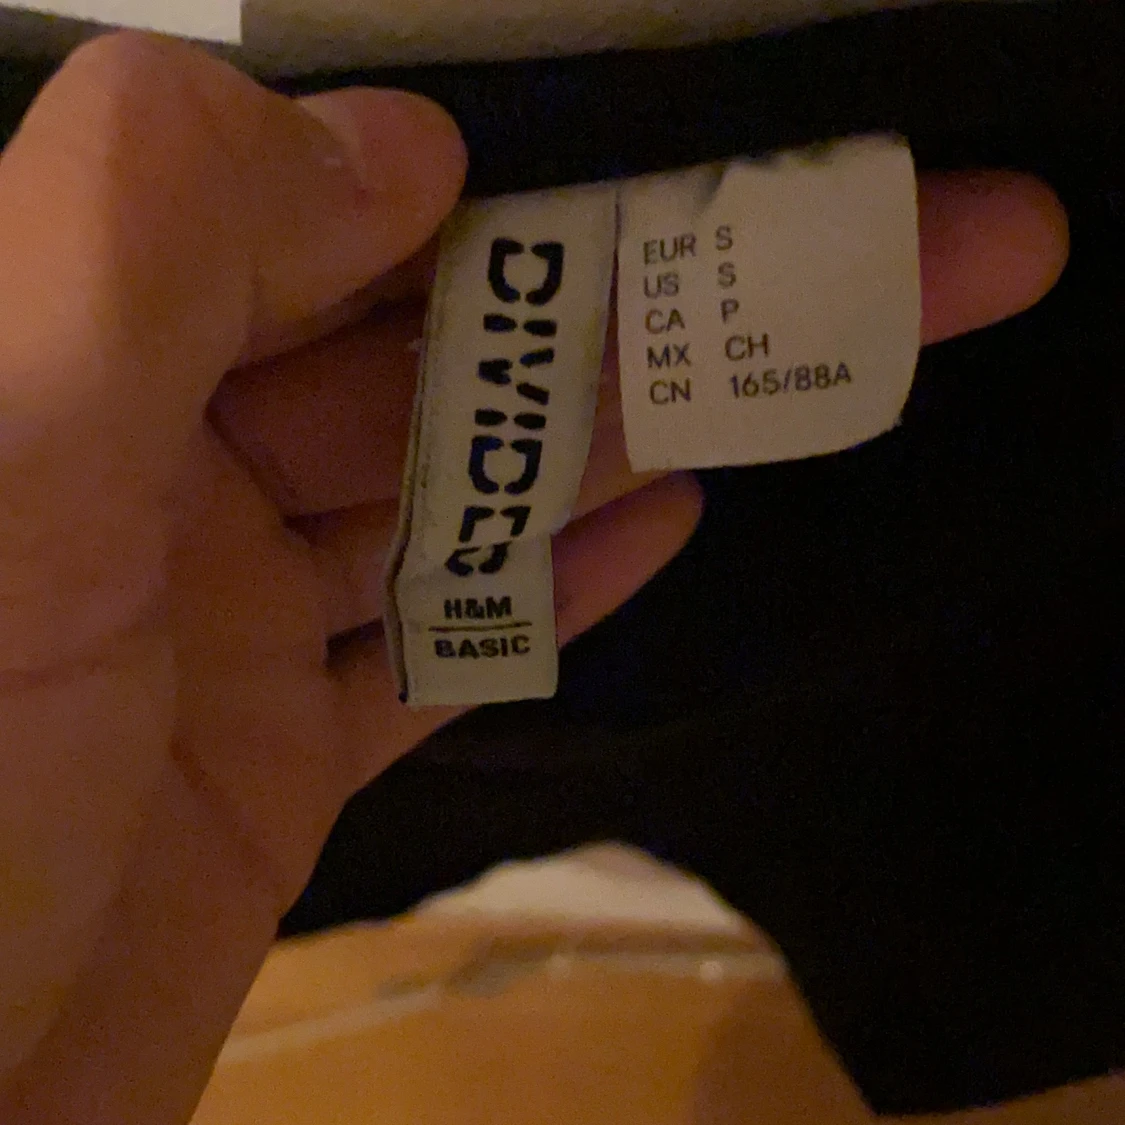 DIVIDED
H&M
BASIC
EUR S
US S
CA P
MX CH
CN 165/88A